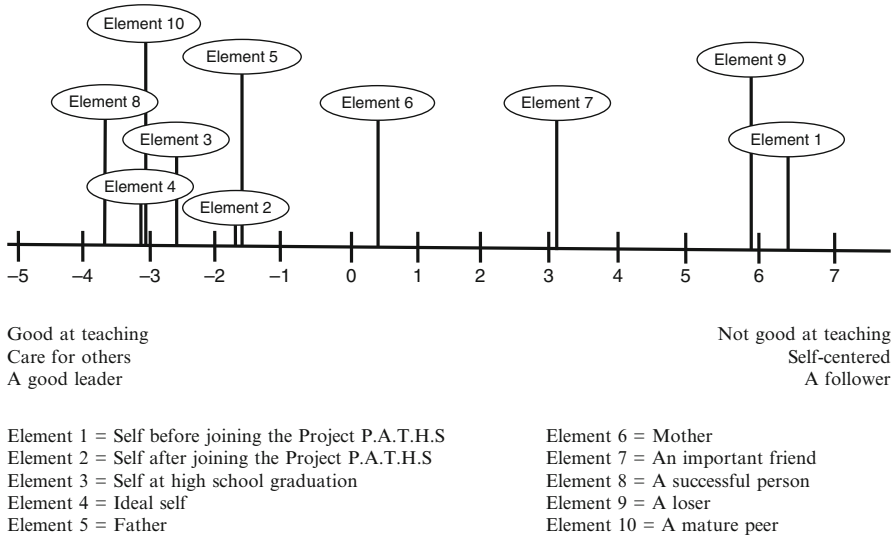 Element 10
Element 5
Element 9
Element 8
Element 6
Element 7
Element 3
Element 1
Element 4
Element 2
–5 –4 –3 –2 –1 0 1 2 3 4 5 6 7
Good at teaching
Care for others
A good leader
Not good at teaching
Self-centered
A follower
Element 1 = Self before joining the Project P.A.T.H.S
Element 2 = Self after joining the Project P.A.T.H.S
Element 3 = Self at high school graduation
Element 4 = Ideal self
Element 5 = Father
Element 6 = Mother
Element 7 = An important friend
Element 8 = A successful person
Element 9 = A loser
Element 10 = A mature peer